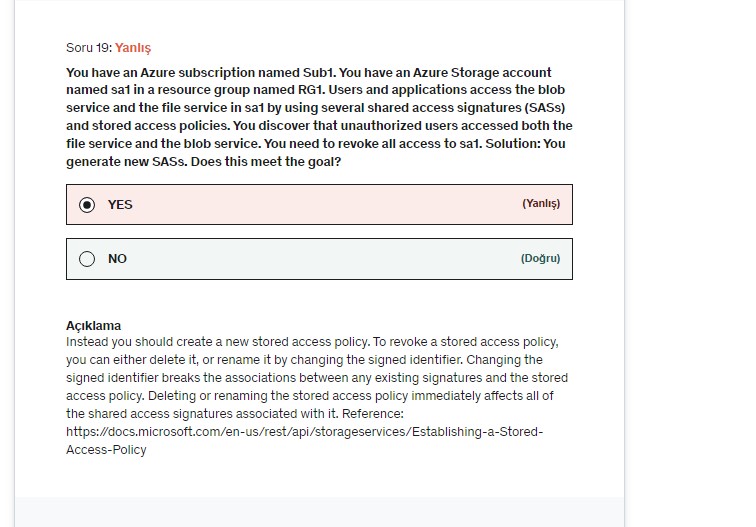 Soru 19: Yanlış
You have an Azure subscription named Sub1. You have an Azure Storage account
named sa1 in a resource group named RG1. Users and applications access the blob
service and the file service in sa1 by using several shared access signatures (SASs)
and stored access policies. You discover that unauthorized users accessed both the
file service and the blob service. You need to revoke all access to sa1. Solution: You
generate new SASs. Does this meet the goal?
YES (Yanlış)
NO (Doğru)
Açıklama
Instead you should create a new stored access policy. To revoke a stored access policy,
you can either delete it, or rename it by changing the signed identifier. Changing the
signed identifier breaks the associations between any existing signatures and the stored
access policy. Deleting or renaming the stored access policy immediately affects all of
the shared access signatures associated with it. Reference:
https://docs.microsoft.com/en-us/rest/api/storageservices/Establishing-a-Stored-
Access-Policy